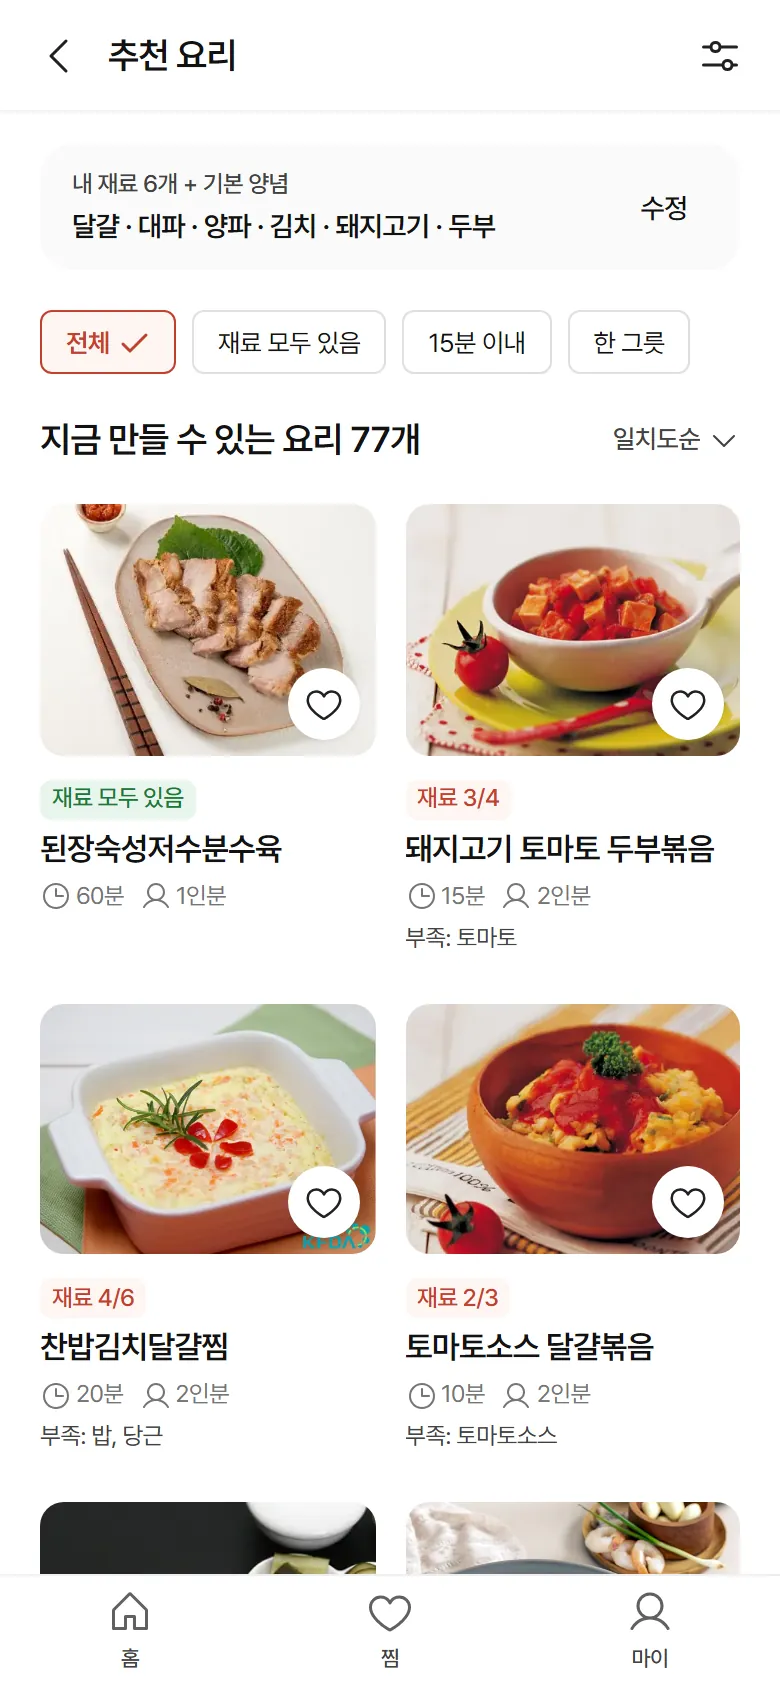 추천 요리
내 재료 6개 + 기본 양념
달걀 · 대파 · 양파 · 김치 · 돼지고기 · 두부
수정
전체
재료 모두 있음
15분 이내
한 그릇
지금 만들 수 있는 요리 77개
일치도순
재료 모두 있음
된장숙성저수분수육
60분 1인분
재료 3/4
돼지고기 토마토 두부볶음
15분 2인분
부족: 토마토
재료 4/6
찬밥김치달걀찜
20분 2인분
부족: 밥, 당근
재료 2/3
토마토소스 달걀볶음
10분 2인분
부족: 토마토소스
홈
찜
마이